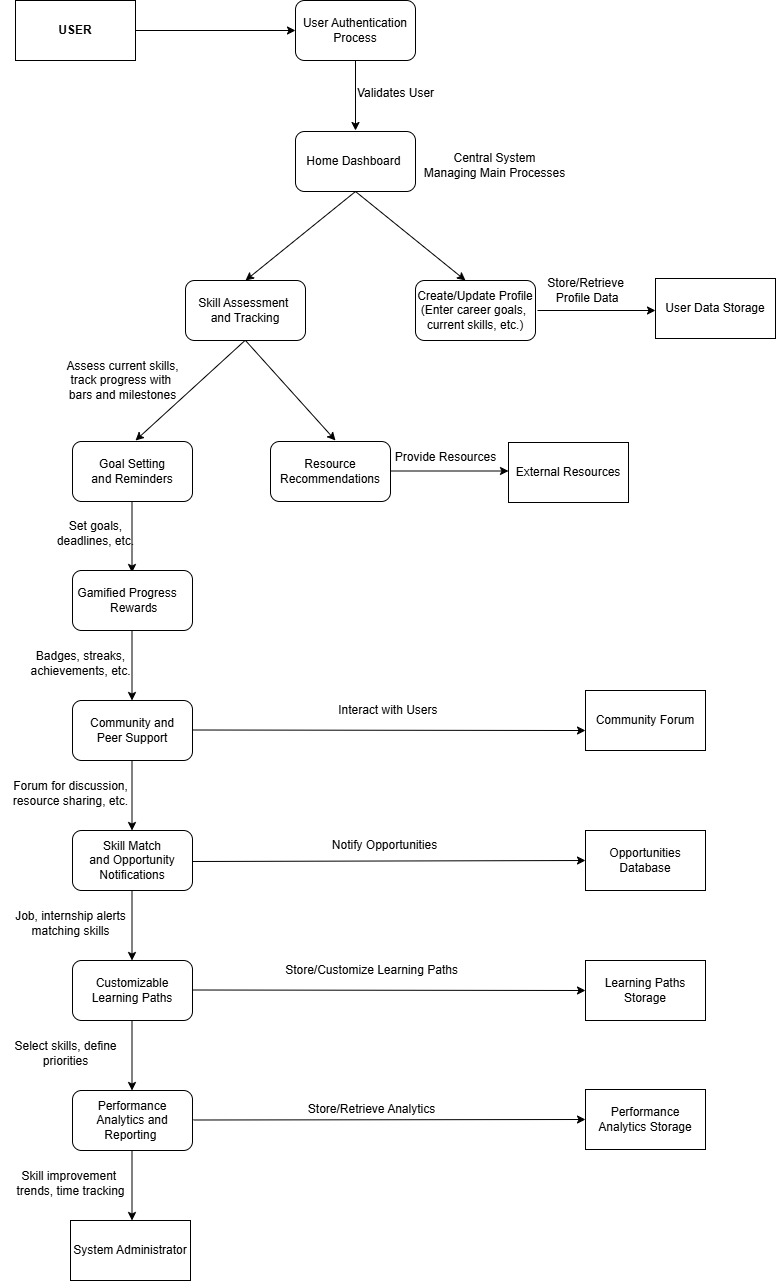 USER
User Authentication
Process
Validates User
Home Dashboard
Central System
Managing Main Processes
Skill Assessment
and Tracking
Create/Update Profile
(Enter career goals,
current skills, etc.)
Store/Retrieve
Profile Data
User Data Storage
Assess current skills,
track progress with
bars and milestones
Goal Setting
and Reminders
Resource
Recommendations
Provide Resources
External Resources
Set goals,
deadlines, etc.
Gamified Progress
Rewards
Badges, streaks,
achievements, etc.
Community and
Peer Support
Interact with Users
Community Forum
Forum for discussion,
resource sharing, etc.
Skill Match
and Opportunity
Notifications
Notify Opportunities
Opportunities
Database
Job, internship alerts
matching skills
Customizable
Learning Paths
Store/Customize Learning Paths
Learning Paths
Storage
Select skills, define
priorities
Performance
Analytics and
Reporting
Store/Retrieve Analytics
Performance
Analytics Storage
Skill improvement
trends, time tracking
System Administrator